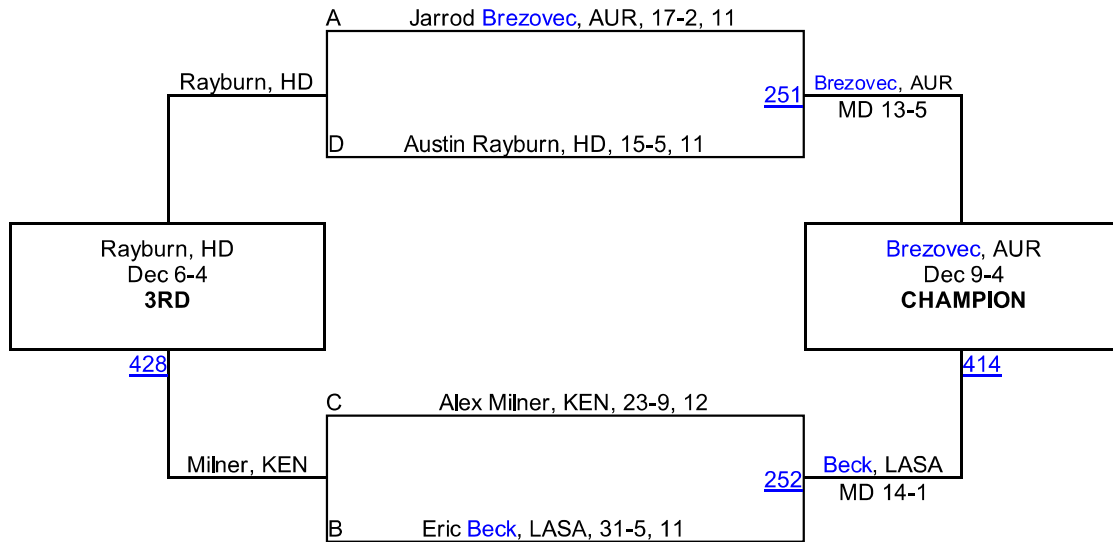 A
Jarrod Brezovec, AUR, 17-2, 11
Rayburn, HD
251
Brezovec, AUR
MD 13-5
D
Austin Rayburn, HD, 15-5, 11
Rayburn, HD
Dec 6-4
3RD
428
Brezovec, AUR
Dec 9-4
CHAMPION
414
C
Alex Milner, KEN, 23-9, 12
Milner, KEN
252
Beck, LASA
MD 14-1
B
Eric Beck, LASA, 31-5, 11